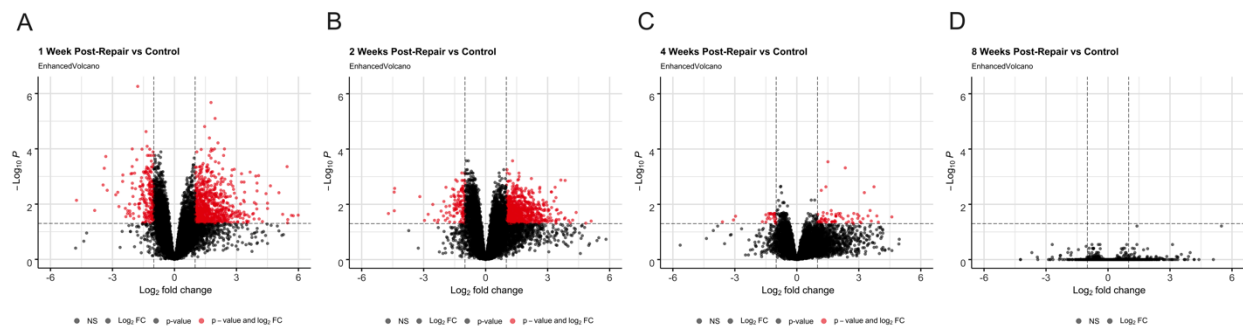 A
1 Week Post-Repair vs Control
EnhancedVolcano
6
4
2
0
-6
-3
0
3
6
−Log₁₀ P
Log₂ fold change
NS Log₂ FC p-value p − value and log₂ FC
B
2 Weeks Post-Repair vs Control
EnhancedVolcano
6
4
2
0
-6
-3
0
3
6
−Log₁₀ P
Log₂ fold change
NS Log₂ FC p-value p − value and log₂ FC
C
4 Weeks Post-Repair vs Control
EnhancedVolcano
6
4
2
0
-6
-3
0
3
6
−Log₁₀ P
Log₂ fold change
NS Log₂ FC p-value p − value and log₂ FC
D
8 Weeks Post-Repair vs Control
EnhancedVolcano
6
4
2
0
-6
-3
0
3
6
−Log₁₀ P
Log₂ fold change
NS Log₂ FC